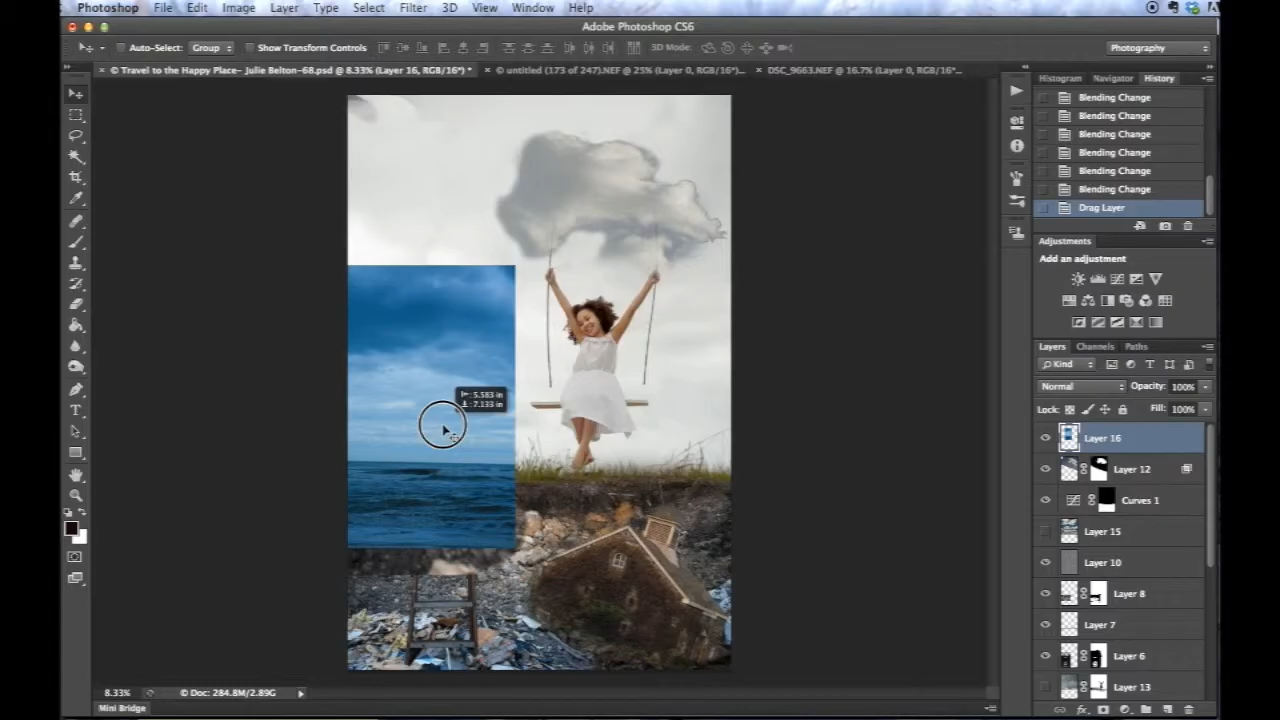 Photoshop File Edit Image Layer Type Select Filter 3D View Window Help
Adobe Photoshop CS6
Auto-Select: Group Show Transform Controls 3D Mode: Photography
× © Travel to the Happy Place- Julie Belton-68.psd @ 8.33% (Layer 16, RGB/16*) * × © untitled (173 of 247).NEF @ 25% (Layer 0, RGB/16*)... × DSC_9663.NEF @ 16.7% (Layer 0, RGB/16*...
Histogram Navigator History
Blending Change
Blending Change
Blending Change
Blending Change
Blending Change
Blending Change
Drag Layer
Adjustments
Add an adjustment
Layers Channels Paths
Kind
Normal Opacity: 100%
Lock: Fill: 100%
Layer 16
Layer 12
Curves 1
Layer 15
Layer 10
Layer 8
Layer 7
Layer 6
Layer 13
5.583 in
7.133 in
8.33% © Doc: 284.8M/2.89G
Mini Bridge